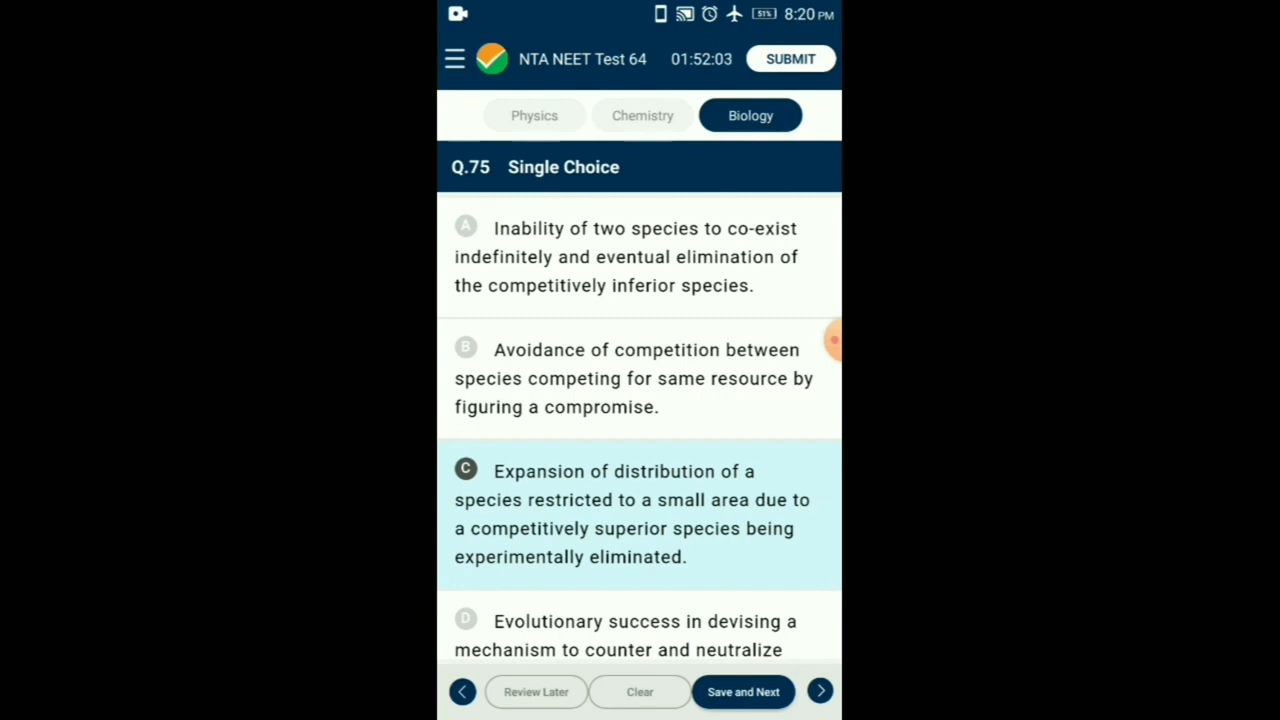 51% 8:20 PM
NTA NEET Test 64 01:52:03 SUBMIT
Physics Chemistry Biology
Q.75 Single Choice
A Inability of two species to co-exist
indefinitely and eventual elimination of
the competitively inferior species.
B Avoidance of competition between
species competing for same resource by
figuring a compromise.
C Expansion of distribution of a
species restricted to a small area due to
a competitively superior species being
experimentally eliminated.
D Evolutionary success in devising a
mechanism to counter and neutralize
Review Later Clear Save and Next